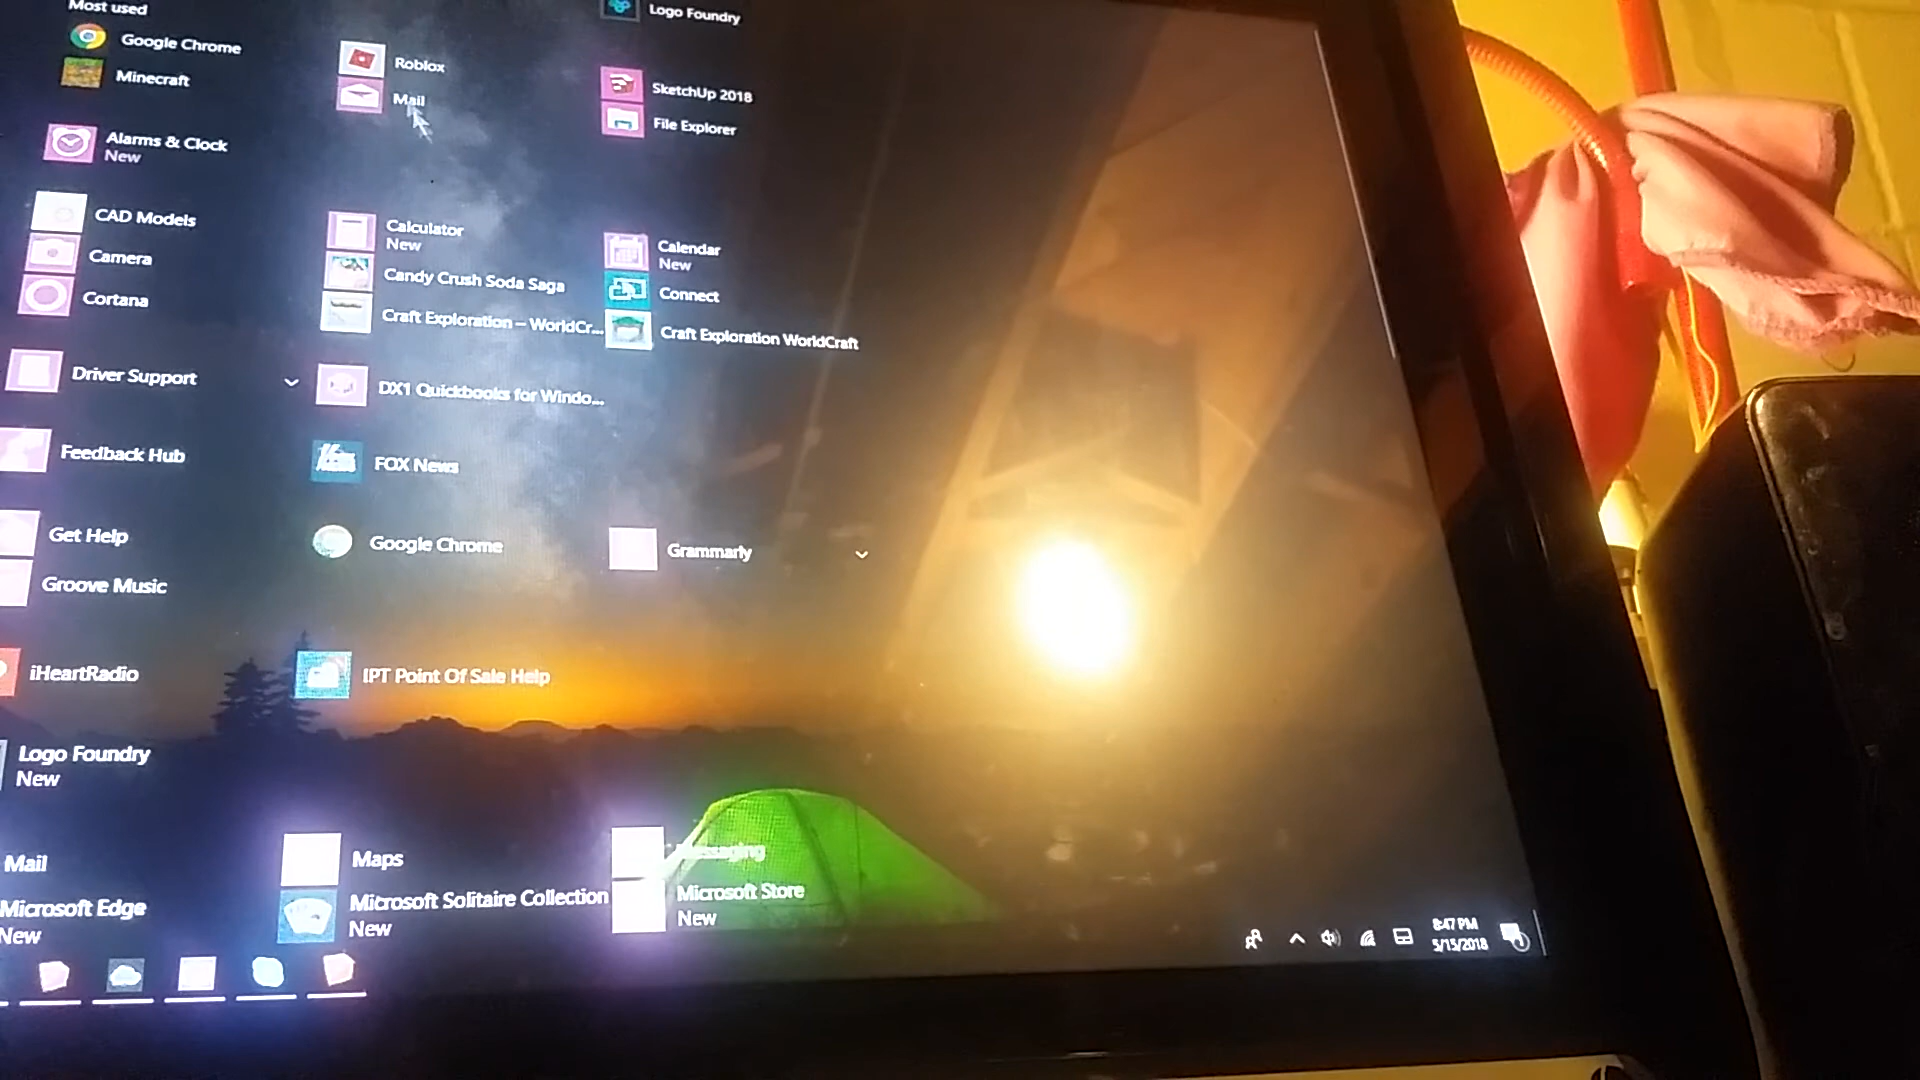 Most used
Logo Foundry
Google Chrome
Roblox
SketchUp 2018
Minecraft
Mail
File Explorer
Alarms & Clock
New
CAD Models
Calculator
New
Calendar
New
Camera
Candy Crush Soda Saga
Connect
Cortana
Craft Exploration – WorldCr...
Craft Exploration WorldCraft
Driver Support
DX1 Quickbooks for Windo...
Feedback Hub
FOX News
Get Help
Google Chrome
Grammarly
Groove Music
iHeartRadio
IPT Point Of Sale Help
Logo Foundry
New
Mail
Maps
Messaging
Microsoft Edge
New
Microsoft Solitaire Collection
New
Microsoft Store
New
8:47 PM
5/15/2018